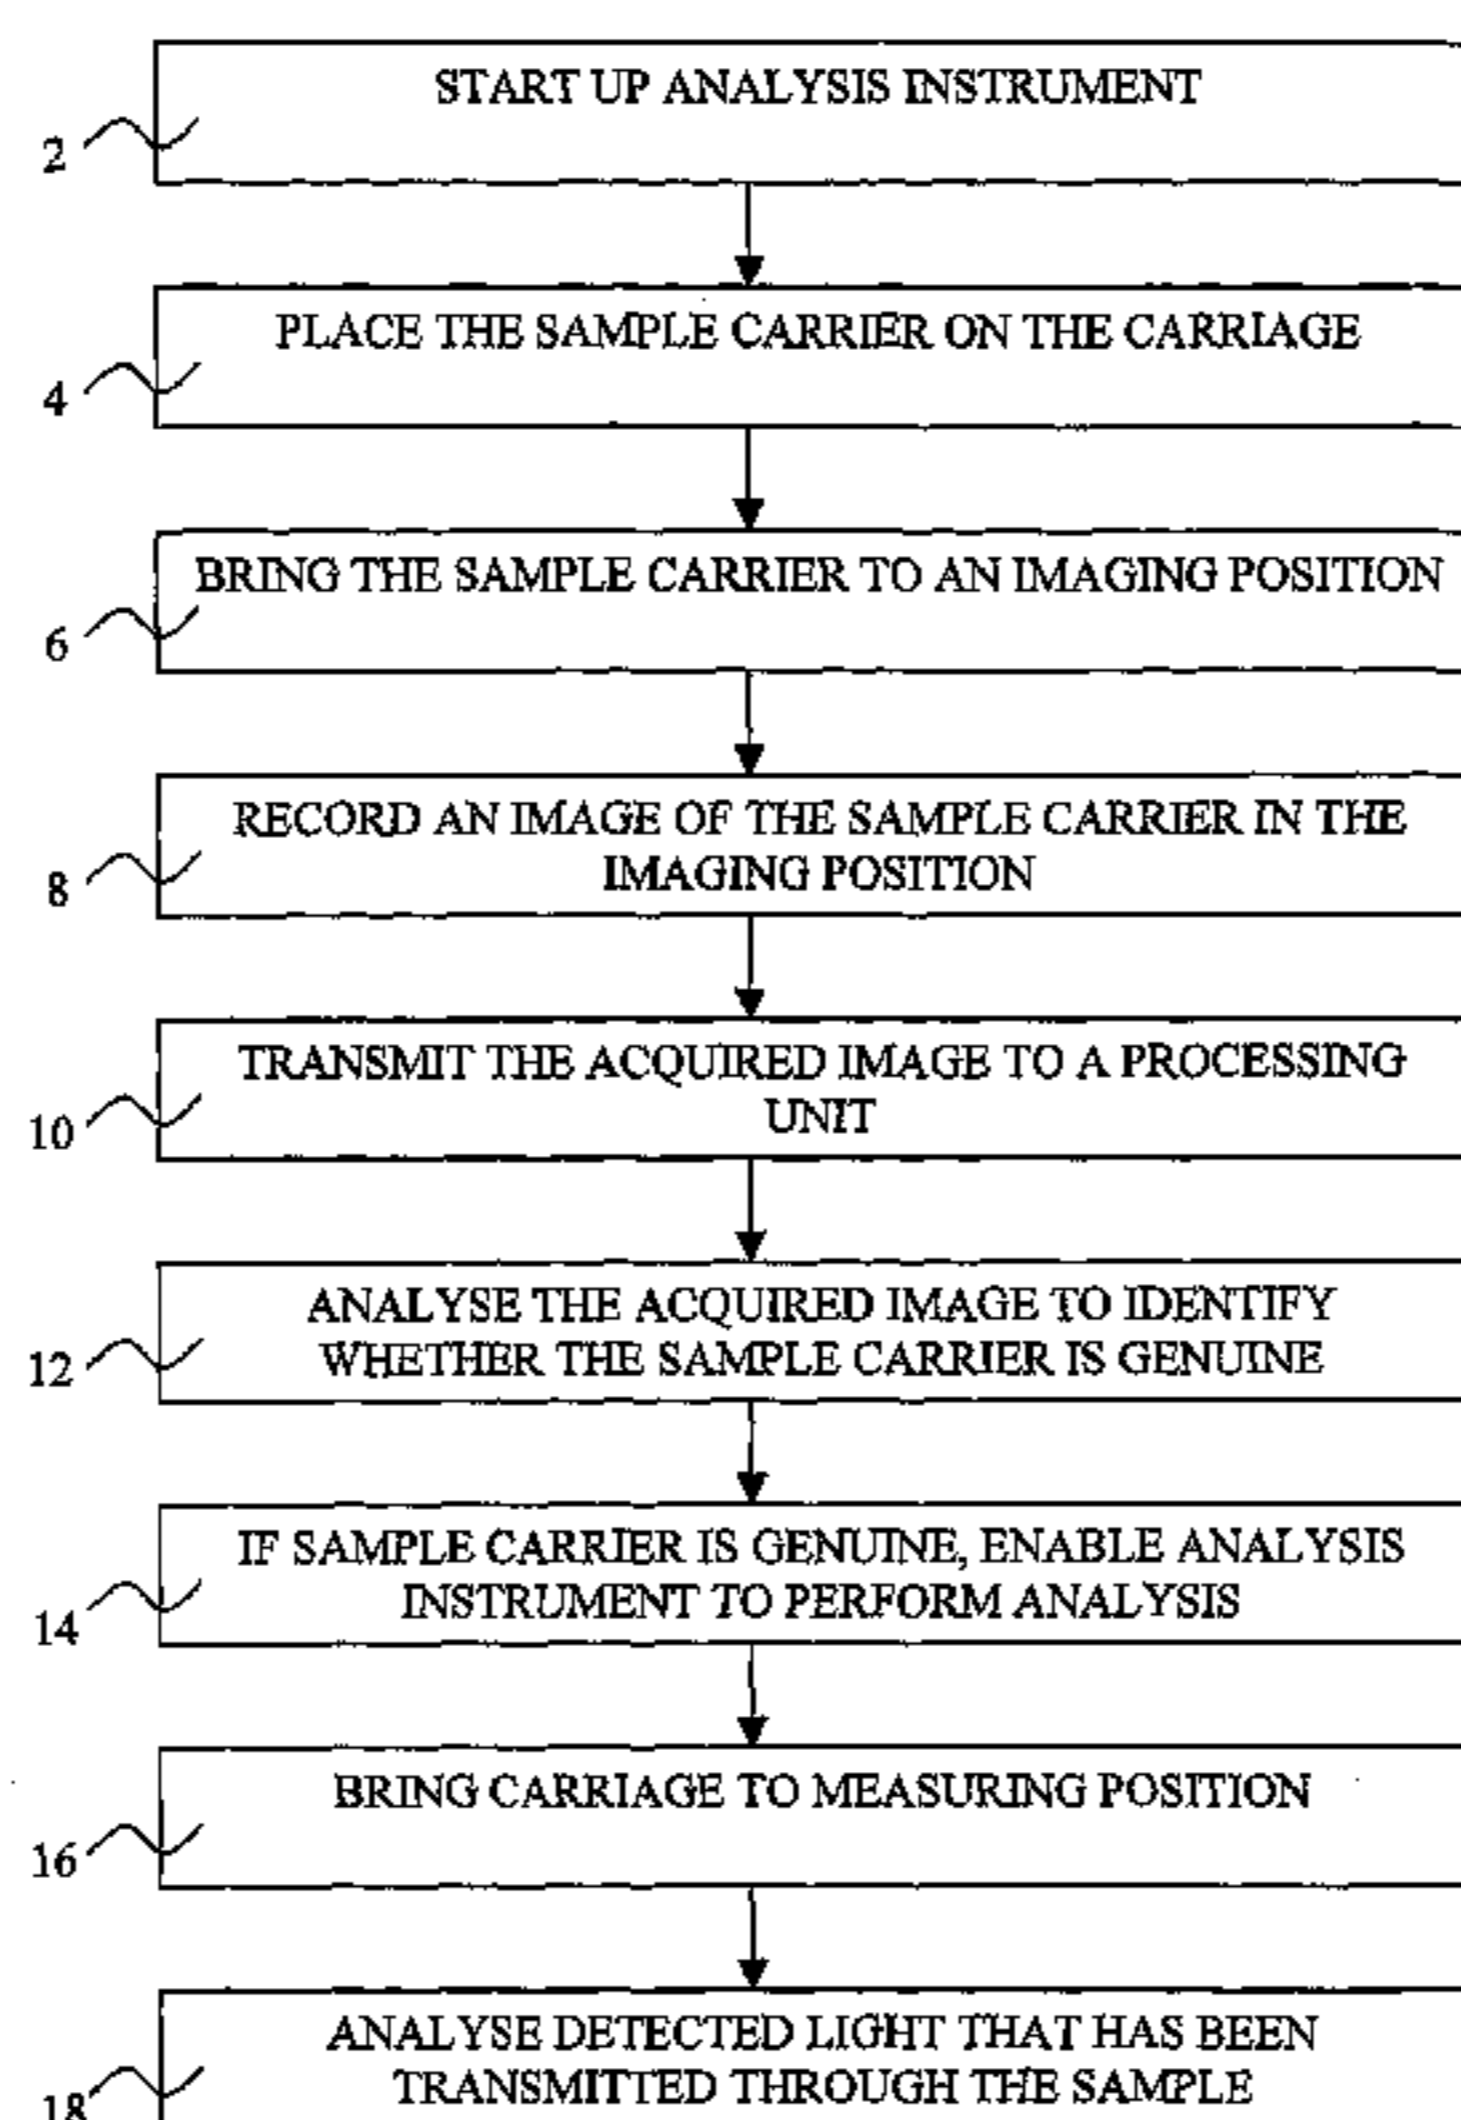 START UP ANALYSIS INSTRUMENT
2
PLACE THE SAMPLE CARRIER ON THE CARRIAGE
4
BRING THE SAMPLE CARRIER TO AN IMAGING POSITION
6
RECORD AN IMAGE OF THE SAMPLE CARRIER IN THE
IMAGING POSITION
8
TRANSMIT THE ACQUIRED IMAGE TO A PROCESSING
UNIT
10
ANALYSE THE ACQUIRED IMAGE TO IDENTIFY
WHETHER THE SAMPLE CARRIER IS GENUINE
12
IF SAMPLE CARRIER IS GENUINE, ENABLE ANALYSIS
INSTRUMENT TO PERFORM ANALYSIS
14
BRING CARRIAGE TO MEASURING POSITION
16
ANALYSE DETECTED LIGHT THAT HAS BEEN
TRANSMITTED THROUGH THE SAMPLE
18